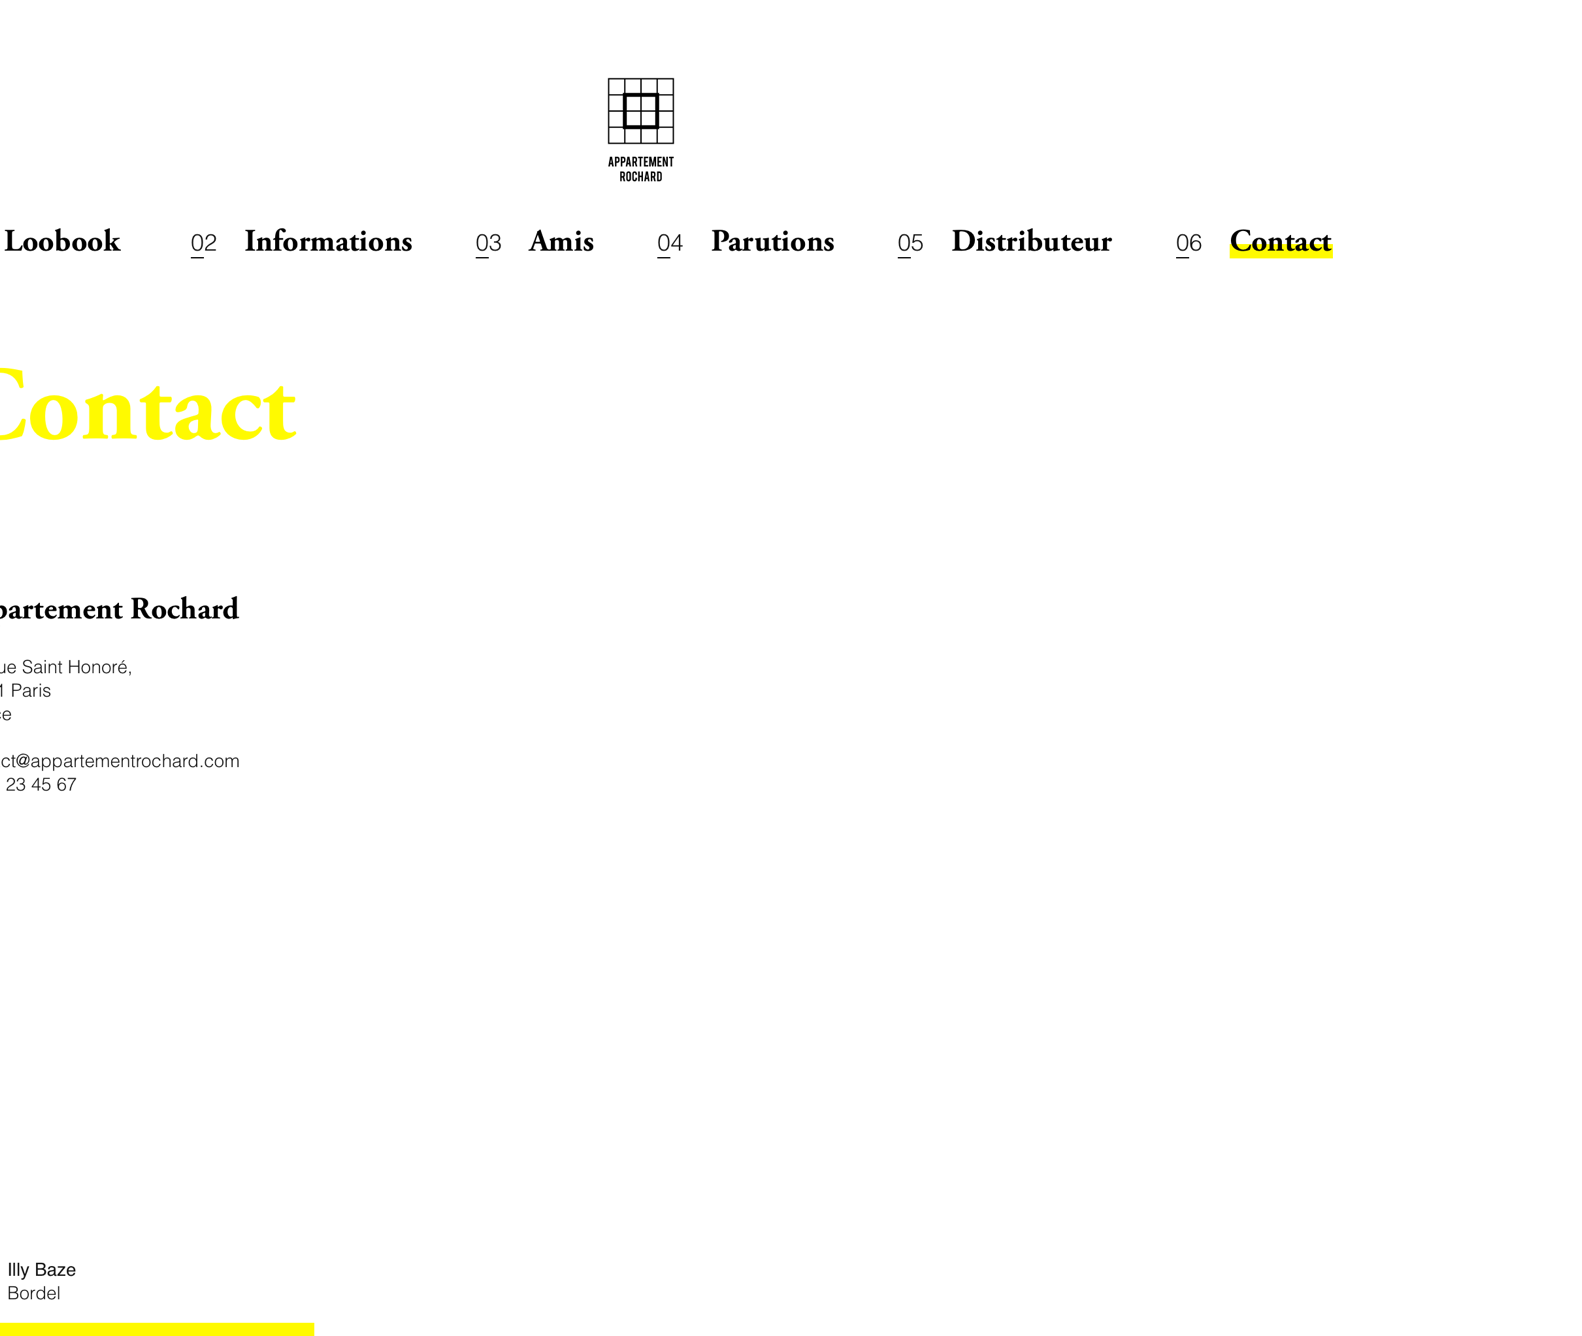 APPARTEMENT
ROCHARD
Loobook 02 Informations 03 Amis 04 Parutions 05 Distributeur 06 Contact
Contact
partement Rochard
ue Saint Honoré,
1 Paris
ce
ct@appartementrochard.com
23 45 67
Illy Baze
Bordel